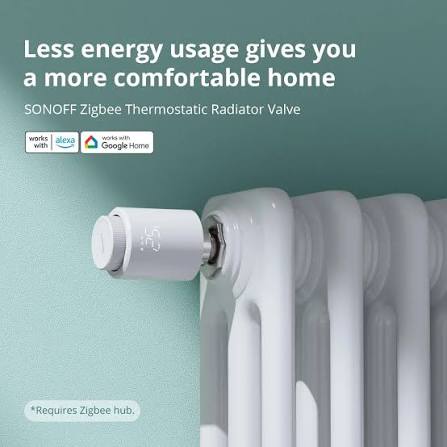 Less energy usage gives you
a more comfortable home
SONOFF Zigbee Thermostatic Radiator Valve
works with alexa
works with Google Home
*Requires Zigbee hub.